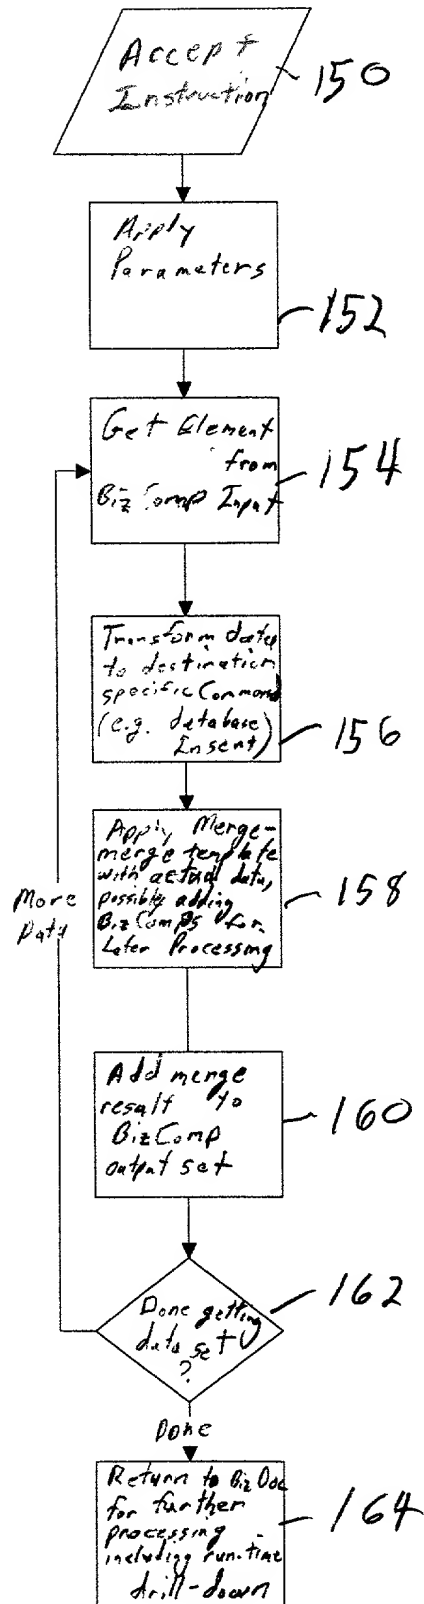 Accept
Instruction
150
Apply
Parameters
152
Get Element
from
BizComp Input
154
Transform data
to destination
specific Command
(e.g. database
Insent)
156
Apply Merge-
merge template
with actual data,
possibly adding
BizComps for
Later Processing
158
More
Data
Add merge
result to
BizComp
output set
160
Done getting
data set
?
162
Done
Return to BizDoc
for further
processing
including run-time
drill-down
164